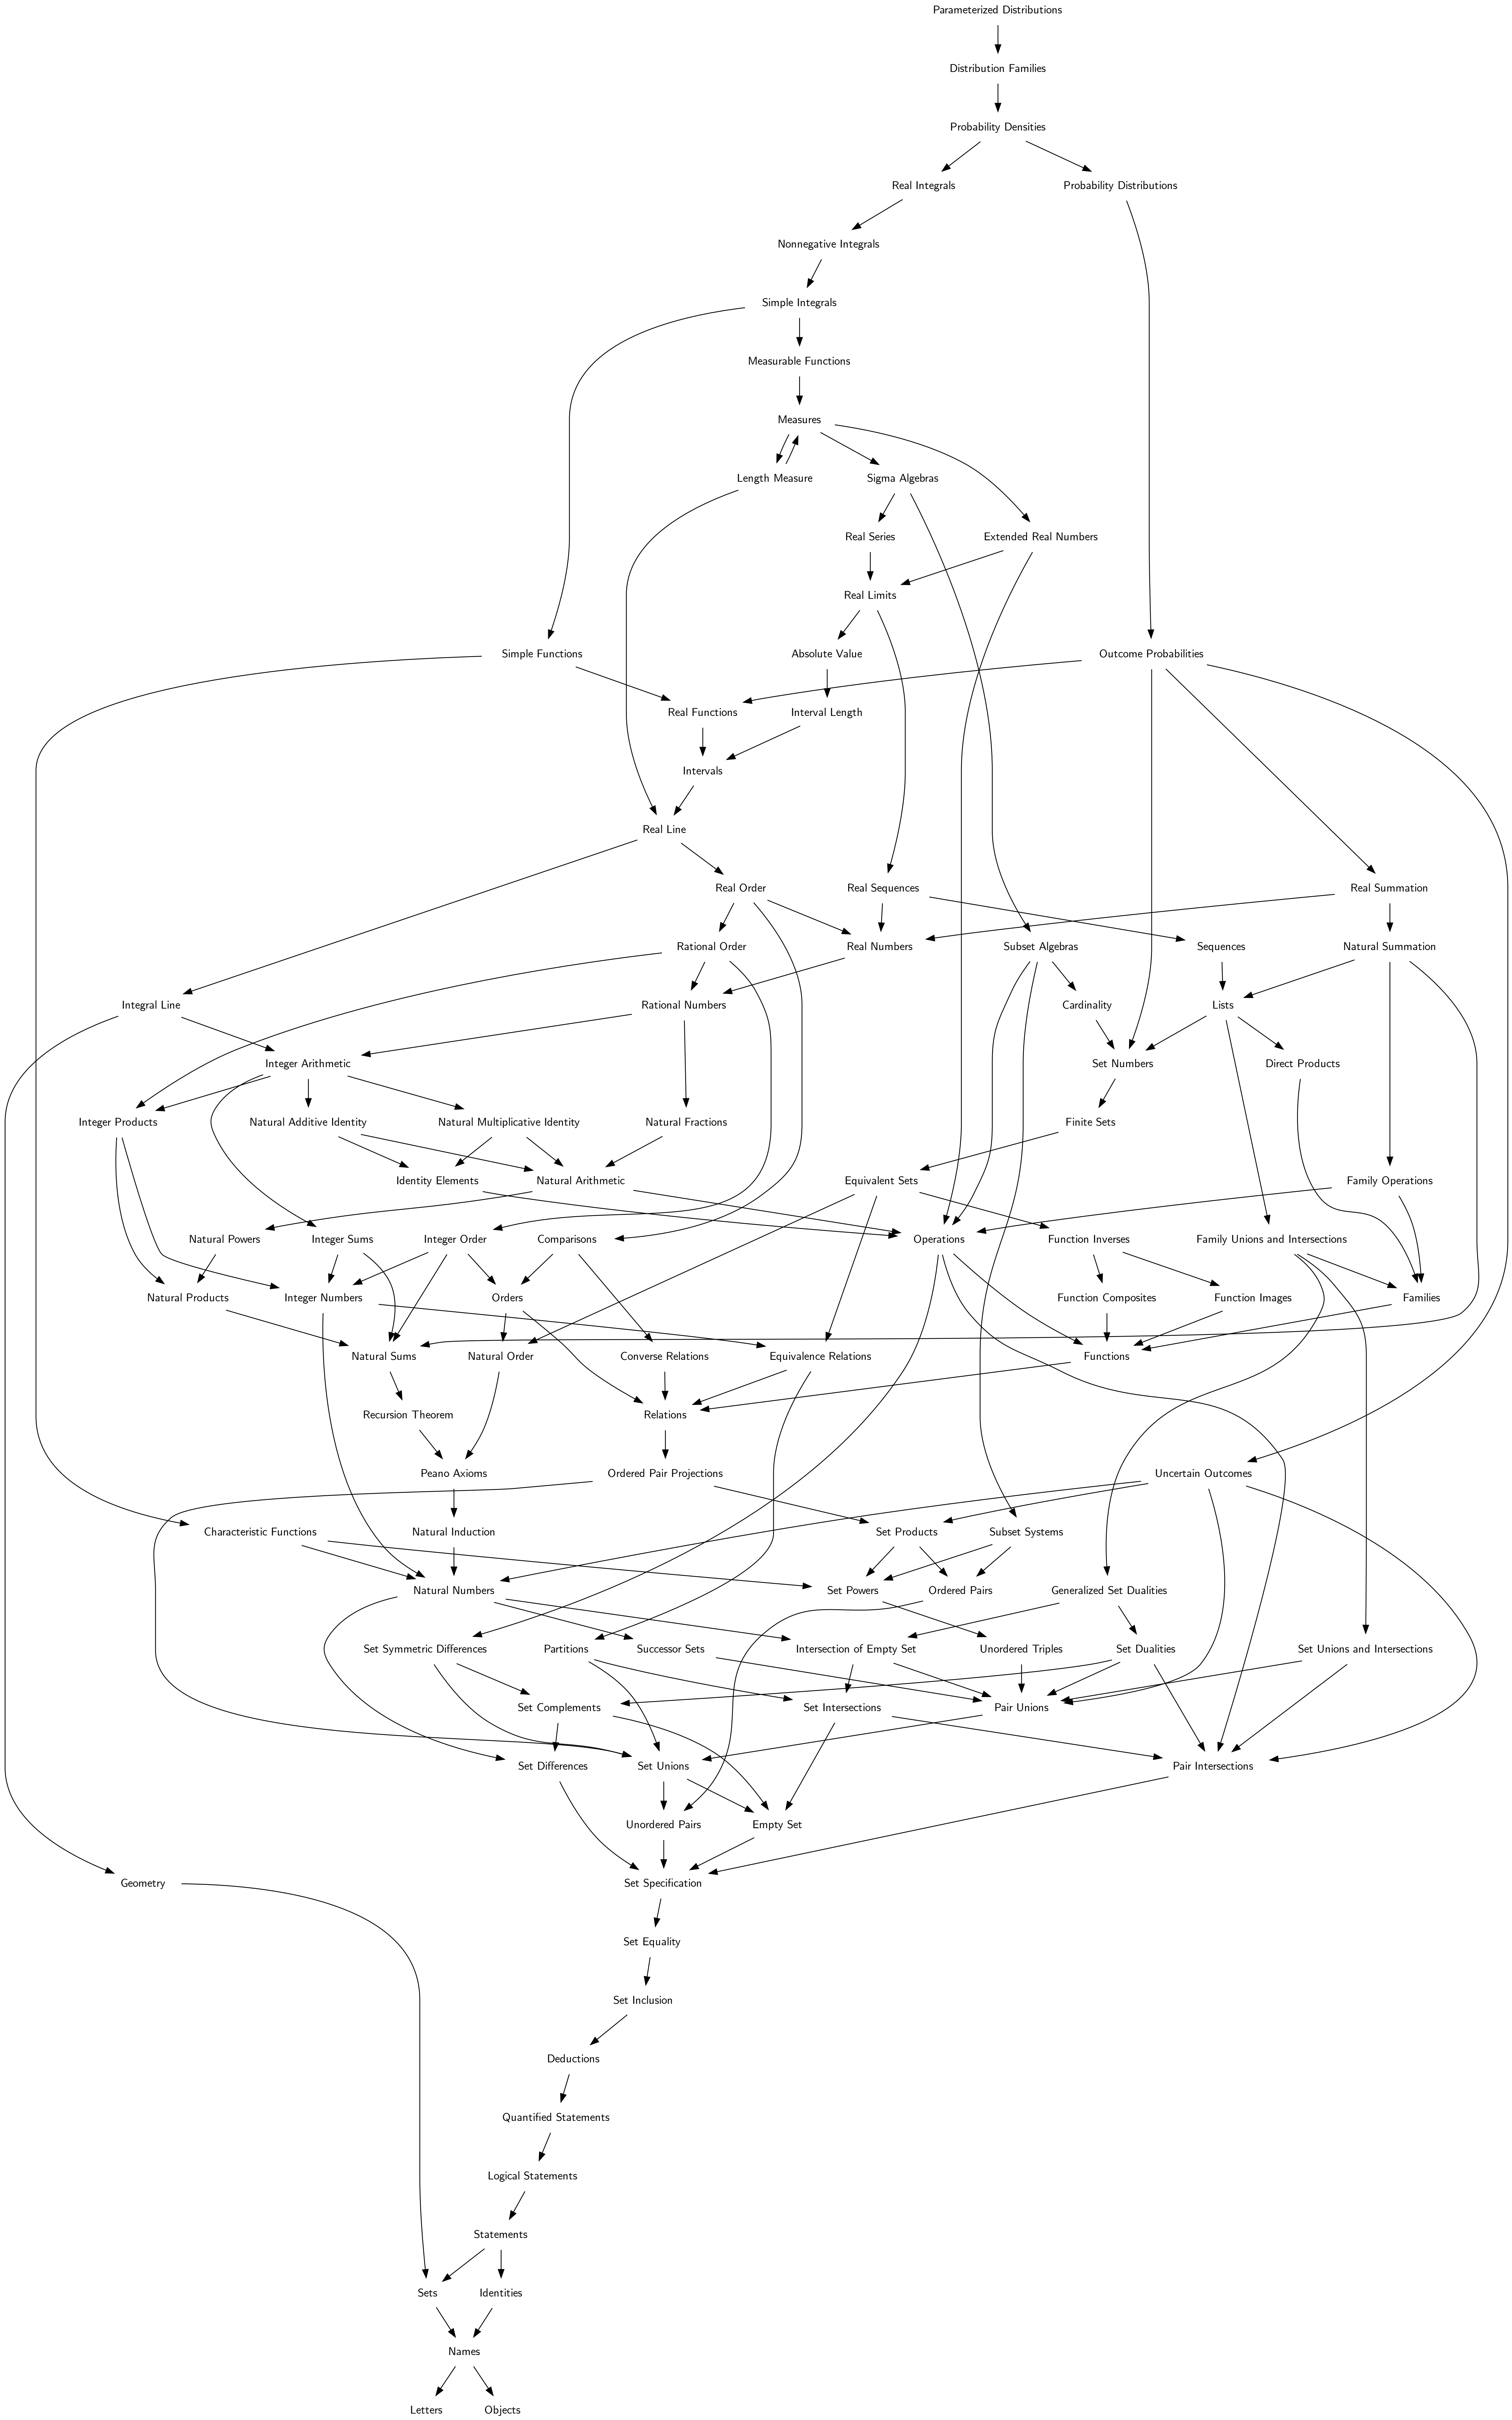 Parameterized Distributions
Distribution Families
Probability Densities
Real Integrals
Probability Distributions
Nonnegative Integrals
Simple Integrals
Measurable Functions
Measures
Length Measure
Sigma Algebras
Real Series
Extended Real Numbers
Real Limits
Simple Functions
Absolute Value
Outcome Probabilities
Real Functions
Interval Length
Intervals
Real Line
Real Order
Real Sequences
Real Summation
Rational Order
Real Numbers
Subset Algebras
Sequences
Natural Summation
Integral Line
Rational Numbers
Cardinality
Lists
Integer Arithmetic
Set Numbers
Direct Products
Integer Products
Natural Additive Identity
Natural Multiplicative Identity
Natural Fractions
Finite Sets
Identity Elements
Natural Arithmetic
Equivalent Sets
Family Operations
Natural Powers
Integer Sums
Integer Order
Comparisons
Operations
Function Inverses
Family Unions and Intersections
Natural Products
Integer Numbers
Orders
Function Composites
Function Images
Families
Natural Sums
Natural Order
Converse Relations
Equivalence Relations
Functions
Recursion Theorem
Relations
Peano Axioms
Ordered Pair Projections
Uncertain Outcomes
Characteristic Functions
Natural Induction
Set Products
Subset Systems
Natural Numbers
Set Powers
Ordered Pairs
Generalized Set Dualities
Set Symmetric Differences
Partitions
Successor Sets
Intersection of Empty Set
Unordered Triples
Set Dualities
Set Unions and Intersections
Set Complements
Set Intersections
Pair Unions
Set Differences
Set Unions
Pair Intersections
Unordered Pairs
Empty Set
Geometry
Set Specification
Set Equality
Set Inclusion
Deductions
Quantified Statements
Logical Statements
Statements
Sets
Identities
Names
Letters
Objects